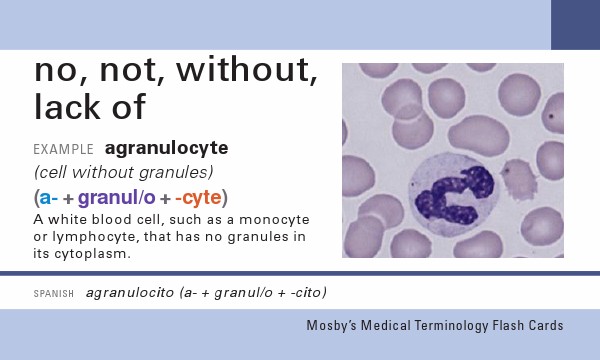 no, not, without,
lack of
EXAMPLE agranulocyte
(cell without granules)
(a- + granul/o + -cyte)
A white blood cell, such as a monocyte
or lymphocyte, that has no granules in
its cytoplasm.
SPANISH agranulocito (a- + granul/o + -cito)
Mosby's Medical Terminology Flash Cards